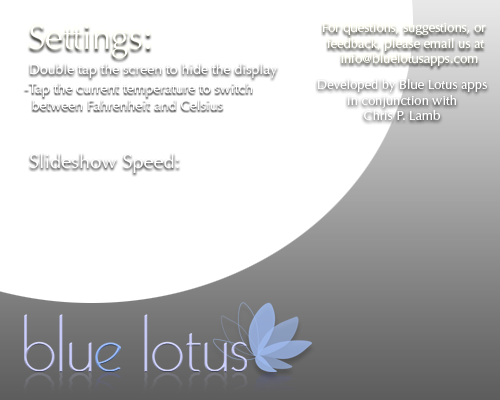 Settings:
Double tap the screen to hide the display
-Tap the current temperature to switch
between Fahrenheit and Celsius
Slideshow Speed:
For questions, suggestions, or
feedback, please email us at
info@bluelotusapps.com
Developed by Blue Lotus apps
in conjunction with
Chris P. Lamb
blue lotus